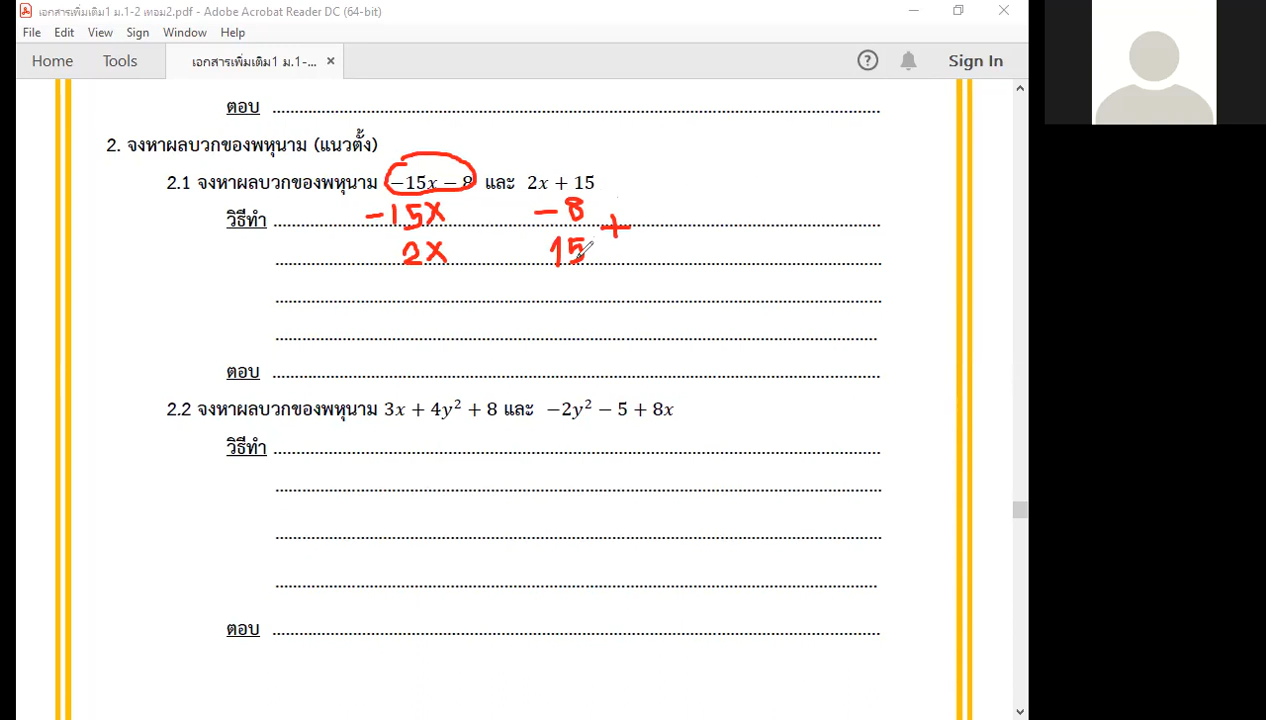 เอกสารเพิ่มเติม1 ม.1-2 เทอม2.pdf - Adobe Acrobat Reader DC (64-bit)
File Edit View Sign Window Help
Home Tools เอกสารเพิ่มเติม1 ม.1-... × Sign In
ตอบ ........................................................................
2. จงหาผลบวกของพหุนาม (แนวตั้ง)
2.1 จงหาผลบวกของพหุนาม −15x − 8 และ 2x + 15
วิธีทำ −15x −8 +
2x 15
ตอบ ........................................................................
2.2 จงหาผลบวกของพหุนาม 3x + 4y² + 8 และ −2y² − 5 + 8x
วิธีทำ ........................................................................
ตอบ ........................................................................